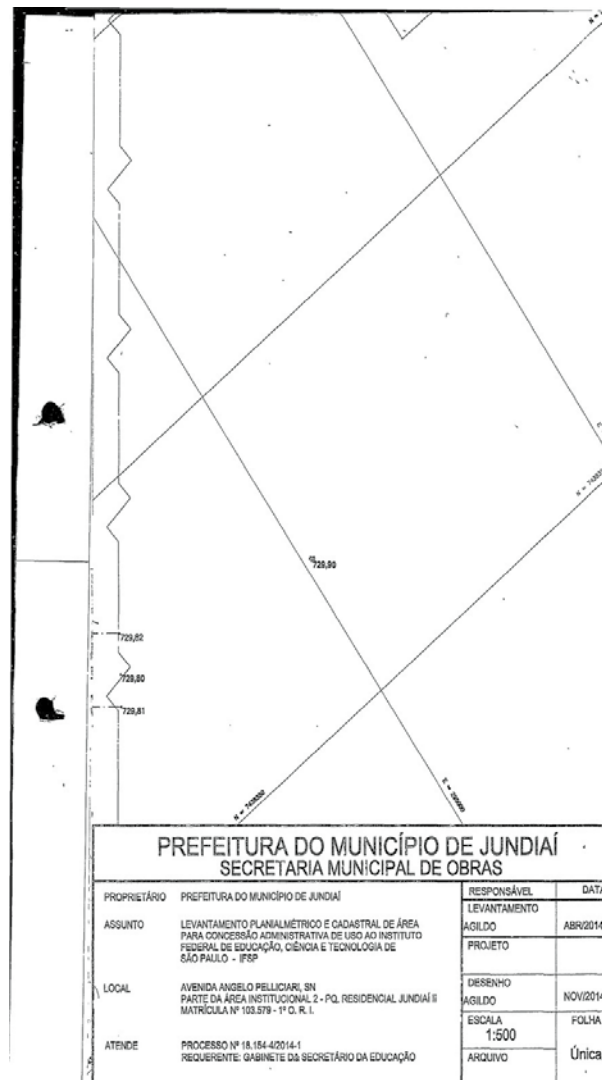 729,90
729,82
729,80
729,81
PREFEITURA DO MUNICÍPIO DE JUNDIAÍ
SECRETARIA MUNICIPAL DE OBRAS
PROPRIETÁRIO PREFEITURA DO MUNICÍPIO DE JUNDIAÍ
ASSUNTO LEVANTAMENTO PLANIALMÉTRICO E CADASTRAL DE ÁREA
PARA CONCESSÃO ADMINISTRATIVA DE USO AO INSTITUTO
FEDERAL DE EDUCAÇÃO, CIÊNCIA E TECNOLOGIA DE
SÃO PAULO - IFSP
LOCAL AVENIDA ANGELO PELLICIARI, SN
PARTE DA ÁREA INSTITUCIONAL 2 - PQ. RESIDENCIAL JUNDIAÍ II
MATRÍCULA Nº 103.579 - 1º O. R. I.
ATENDE PROCESSO Nº 18.154-4/2014-1
REQUERENTE: GABINETE DA SECRETÁRIO DA EDUCAÇÃO
RESPONSÁVEL DATA
LEVANTAMENTO
AGILDO ABR/2014
PROJETO
DESENHO
AGILDO NOV/2014
ESCALA FOLHA
1:500
ARQUIVO Única